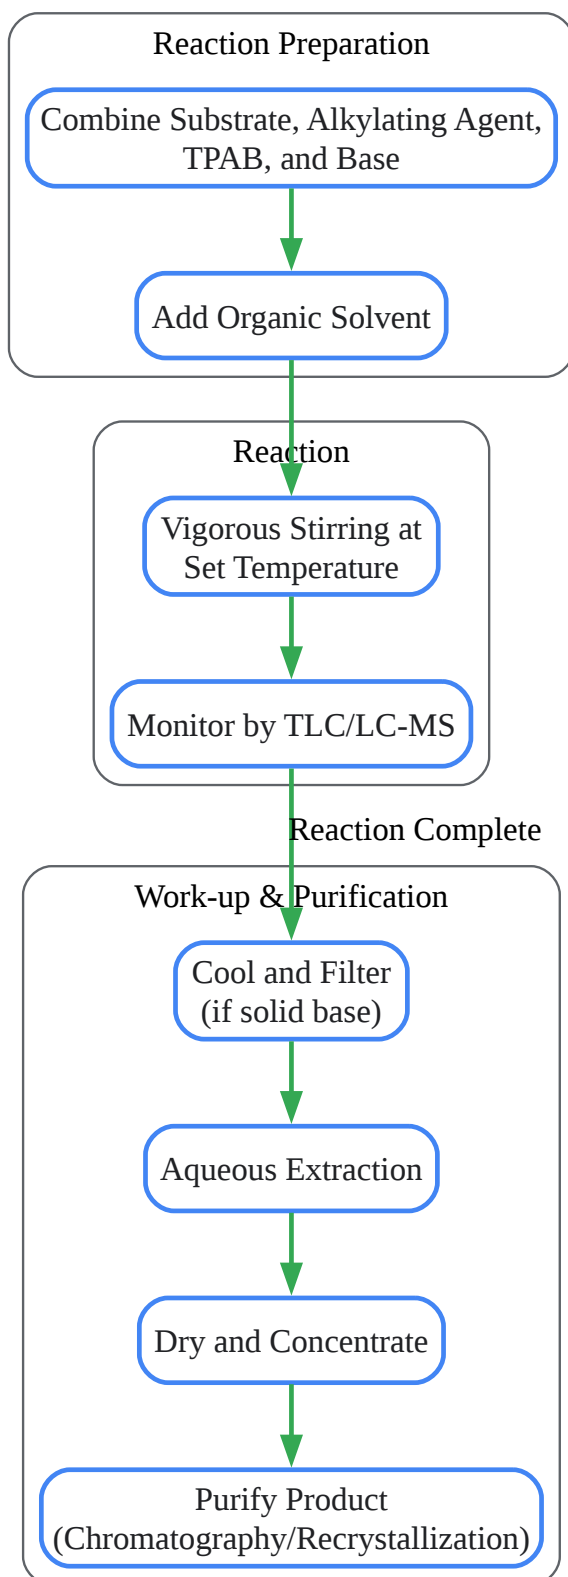 Reaction Preparation
Combine Substrate, Alkylating Agent,
TPAB, and Base
Add Organic Solvent
Reaction
Vigorous Stirring at
Set Temperature
Monitor by TLC/LC-MS
Reaction Complete
Work-up & Purification
Cool and Filter
(if solid base)
Aqueous Extraction
Dry and Concentrate
Purify Product
(Chromatography/Recrystallization)